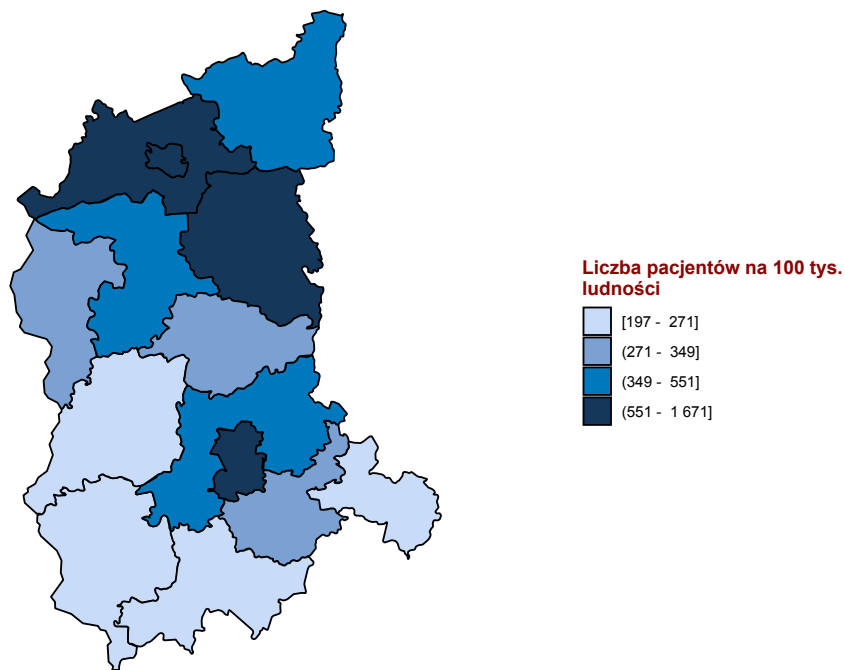 Liczba pacjentów na 100 tys.
ludności
[197 - 271]
(271 - 349]
(349 - 551]
(551 - 1 671]